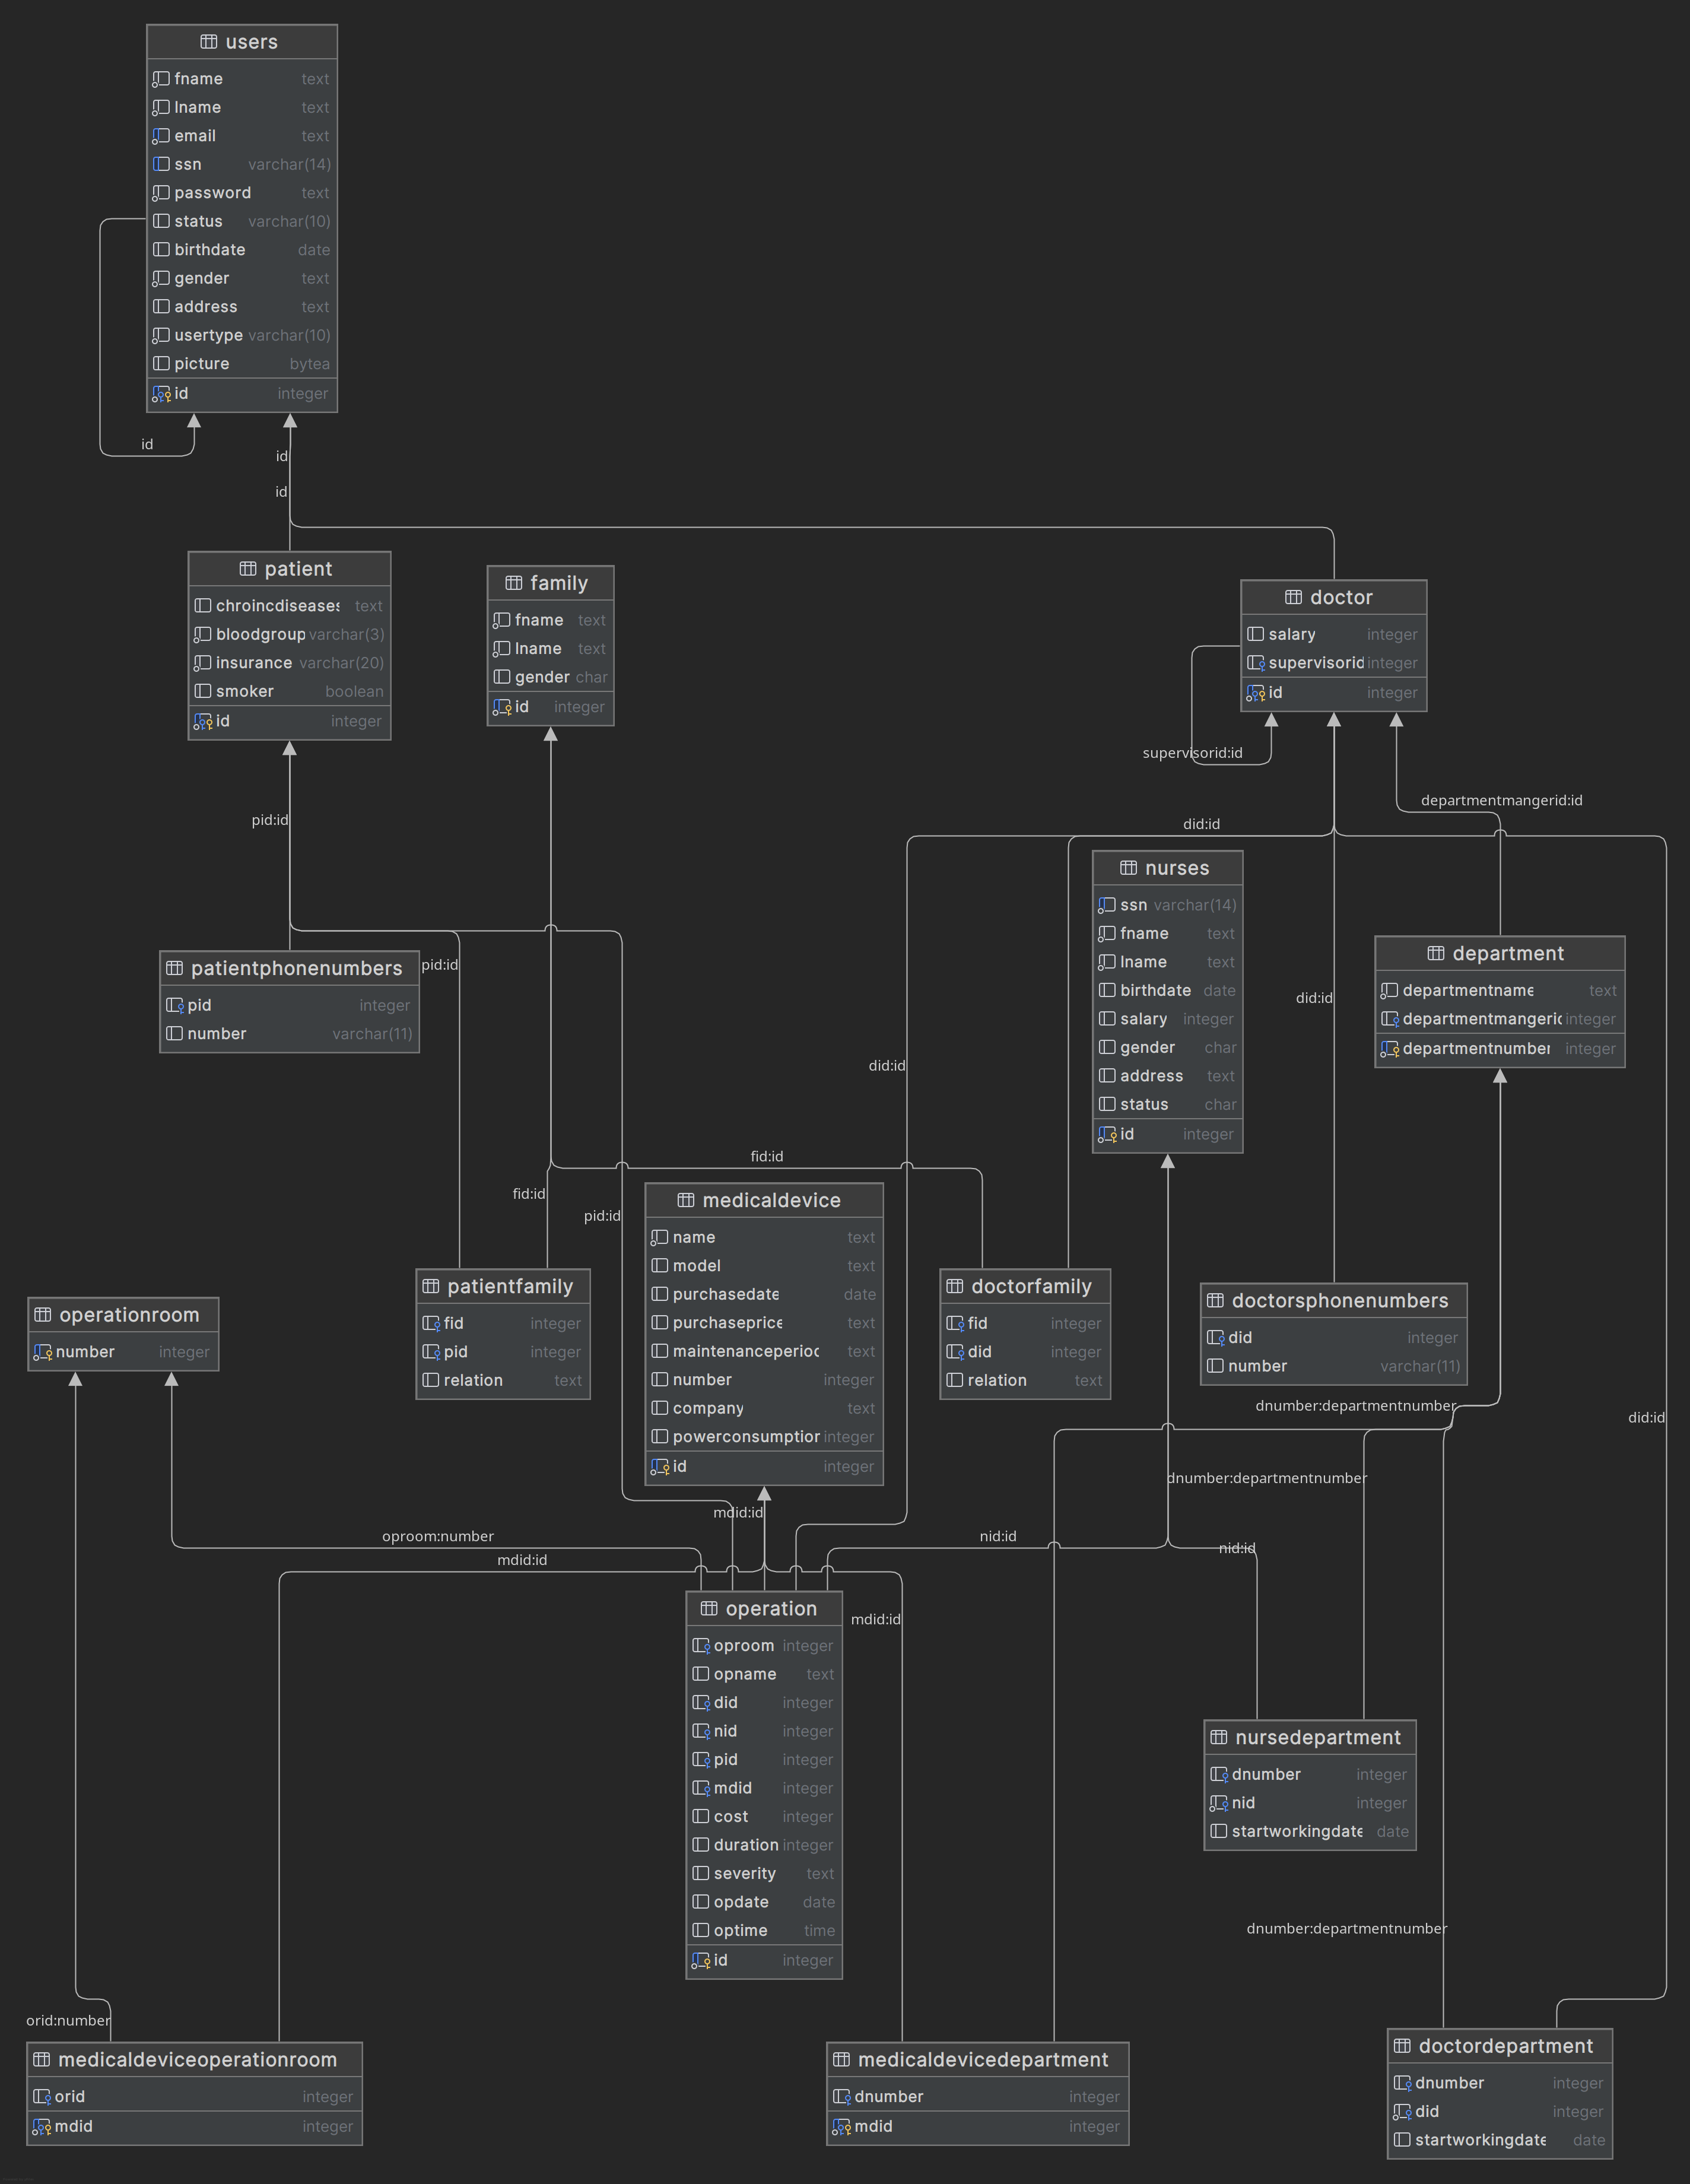 users
fname text
lname text
email text
ssn varchar(14)
password text
status varchar(10)
birthdate date
gender text
address text
usertype varchar(10)
picture bytea
id integer
id
id
id
patient
chroincdiseases text
bloodgroup varchar(3)
insurance varchar(20)
smoker boolean
id integer
family
fname text
lname text
gender char
id integer
doctor
salary integer
supervisorid integer
id integer
supervisorid:id
departmentmangerid:id
pid:id
did:id
nurses
ssn varchar(14)
fname text
lname text
birthdate date
salary integer
gender char
address text
status char
id integer
department
departmentname text
departmentmangeric integer
departmentnumber integer
patientphonenumbers
pid integer
number varchar(11)
pid:id
did:id
did:id
fid:id
fid:id
pid:id
medicaldevice
name text
model text
purchasedate date
purchaseprice text
maintenanceperioc text
number integer
company text
powerconsumptior integer
id integer
operationroom
number integer
patientfamily
fid integer
pid integer
relation text
doctorfamily
fid integer
did integer
relation text
doctorsphonenumbers
did integer
number varchar(11)
dnumber:departmentnumber
did:id
dnumber:departmentnumber
mdid:id
oproom:number
nid:id
nid:id
mdid:id
mdid:id
operation
oproom integer
opname text
did integer
nid integer
pid integer
mdid integer
cost integer
duration integer
severity text
opdate date
optime time
id integer
nursedepartment
dnumber integer
nid integer
startworkingdate date
dnumber:departmentnumber
orid:number
medicaldeviceoperationroom
orid integer
mdid integer
medicaldevicedepartment
dnumber integer
mdid integer
doctordepartment
dnumber integer
did integer
startworkingdate date